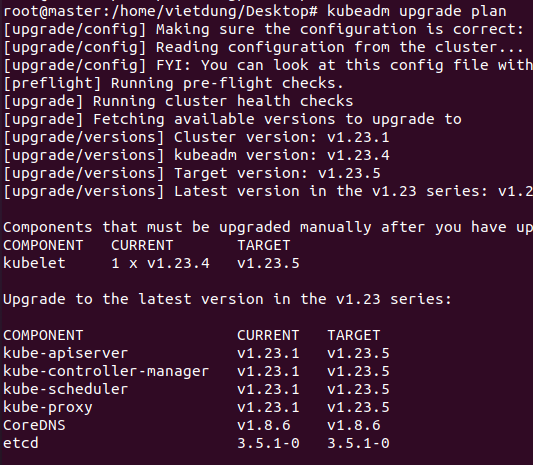 root@master:/home/vietdung/Desktop# kubeadm upgrade plan
[upgrade/config] Making sure the configuration is correct:
[upgrade/config] Reading configuration from the cluster...
[upgrade/config] FYI: You can look at this config file with
[preflight] Running pre-flight checks.
[upgrade] Running cluster health checks
[upgrade] Fetching available versions to upgrade to
[upgrade/versions] Cluster version: v1.23.1
[upgrade/versions] kubeadm version: v1.23.4
[upgrade/versions] Target version: v1.23.5
[upgrade/versions] Latest version in the v1.23 series: v1.2
Components that must be upgraded manually after you have up
COMPONENT CURRENT TARGET
kubelet 1 x v1.23.4 v1.23.5
Upgrade to the latest version in the v1.23 series:
COMPONENT CURRENT TARGET
kube-apiserver v1.23.1 v1.23.5
kube-controller-manager v1.23.1 v1.23.5
kube-scheduler v1.23.1 v1.23.5
kube-proxy v1.23.1 v1.23.5
CoreDNS v1.8.6 v1.8.6
etcd 3.5.1-0 3.5.1-0